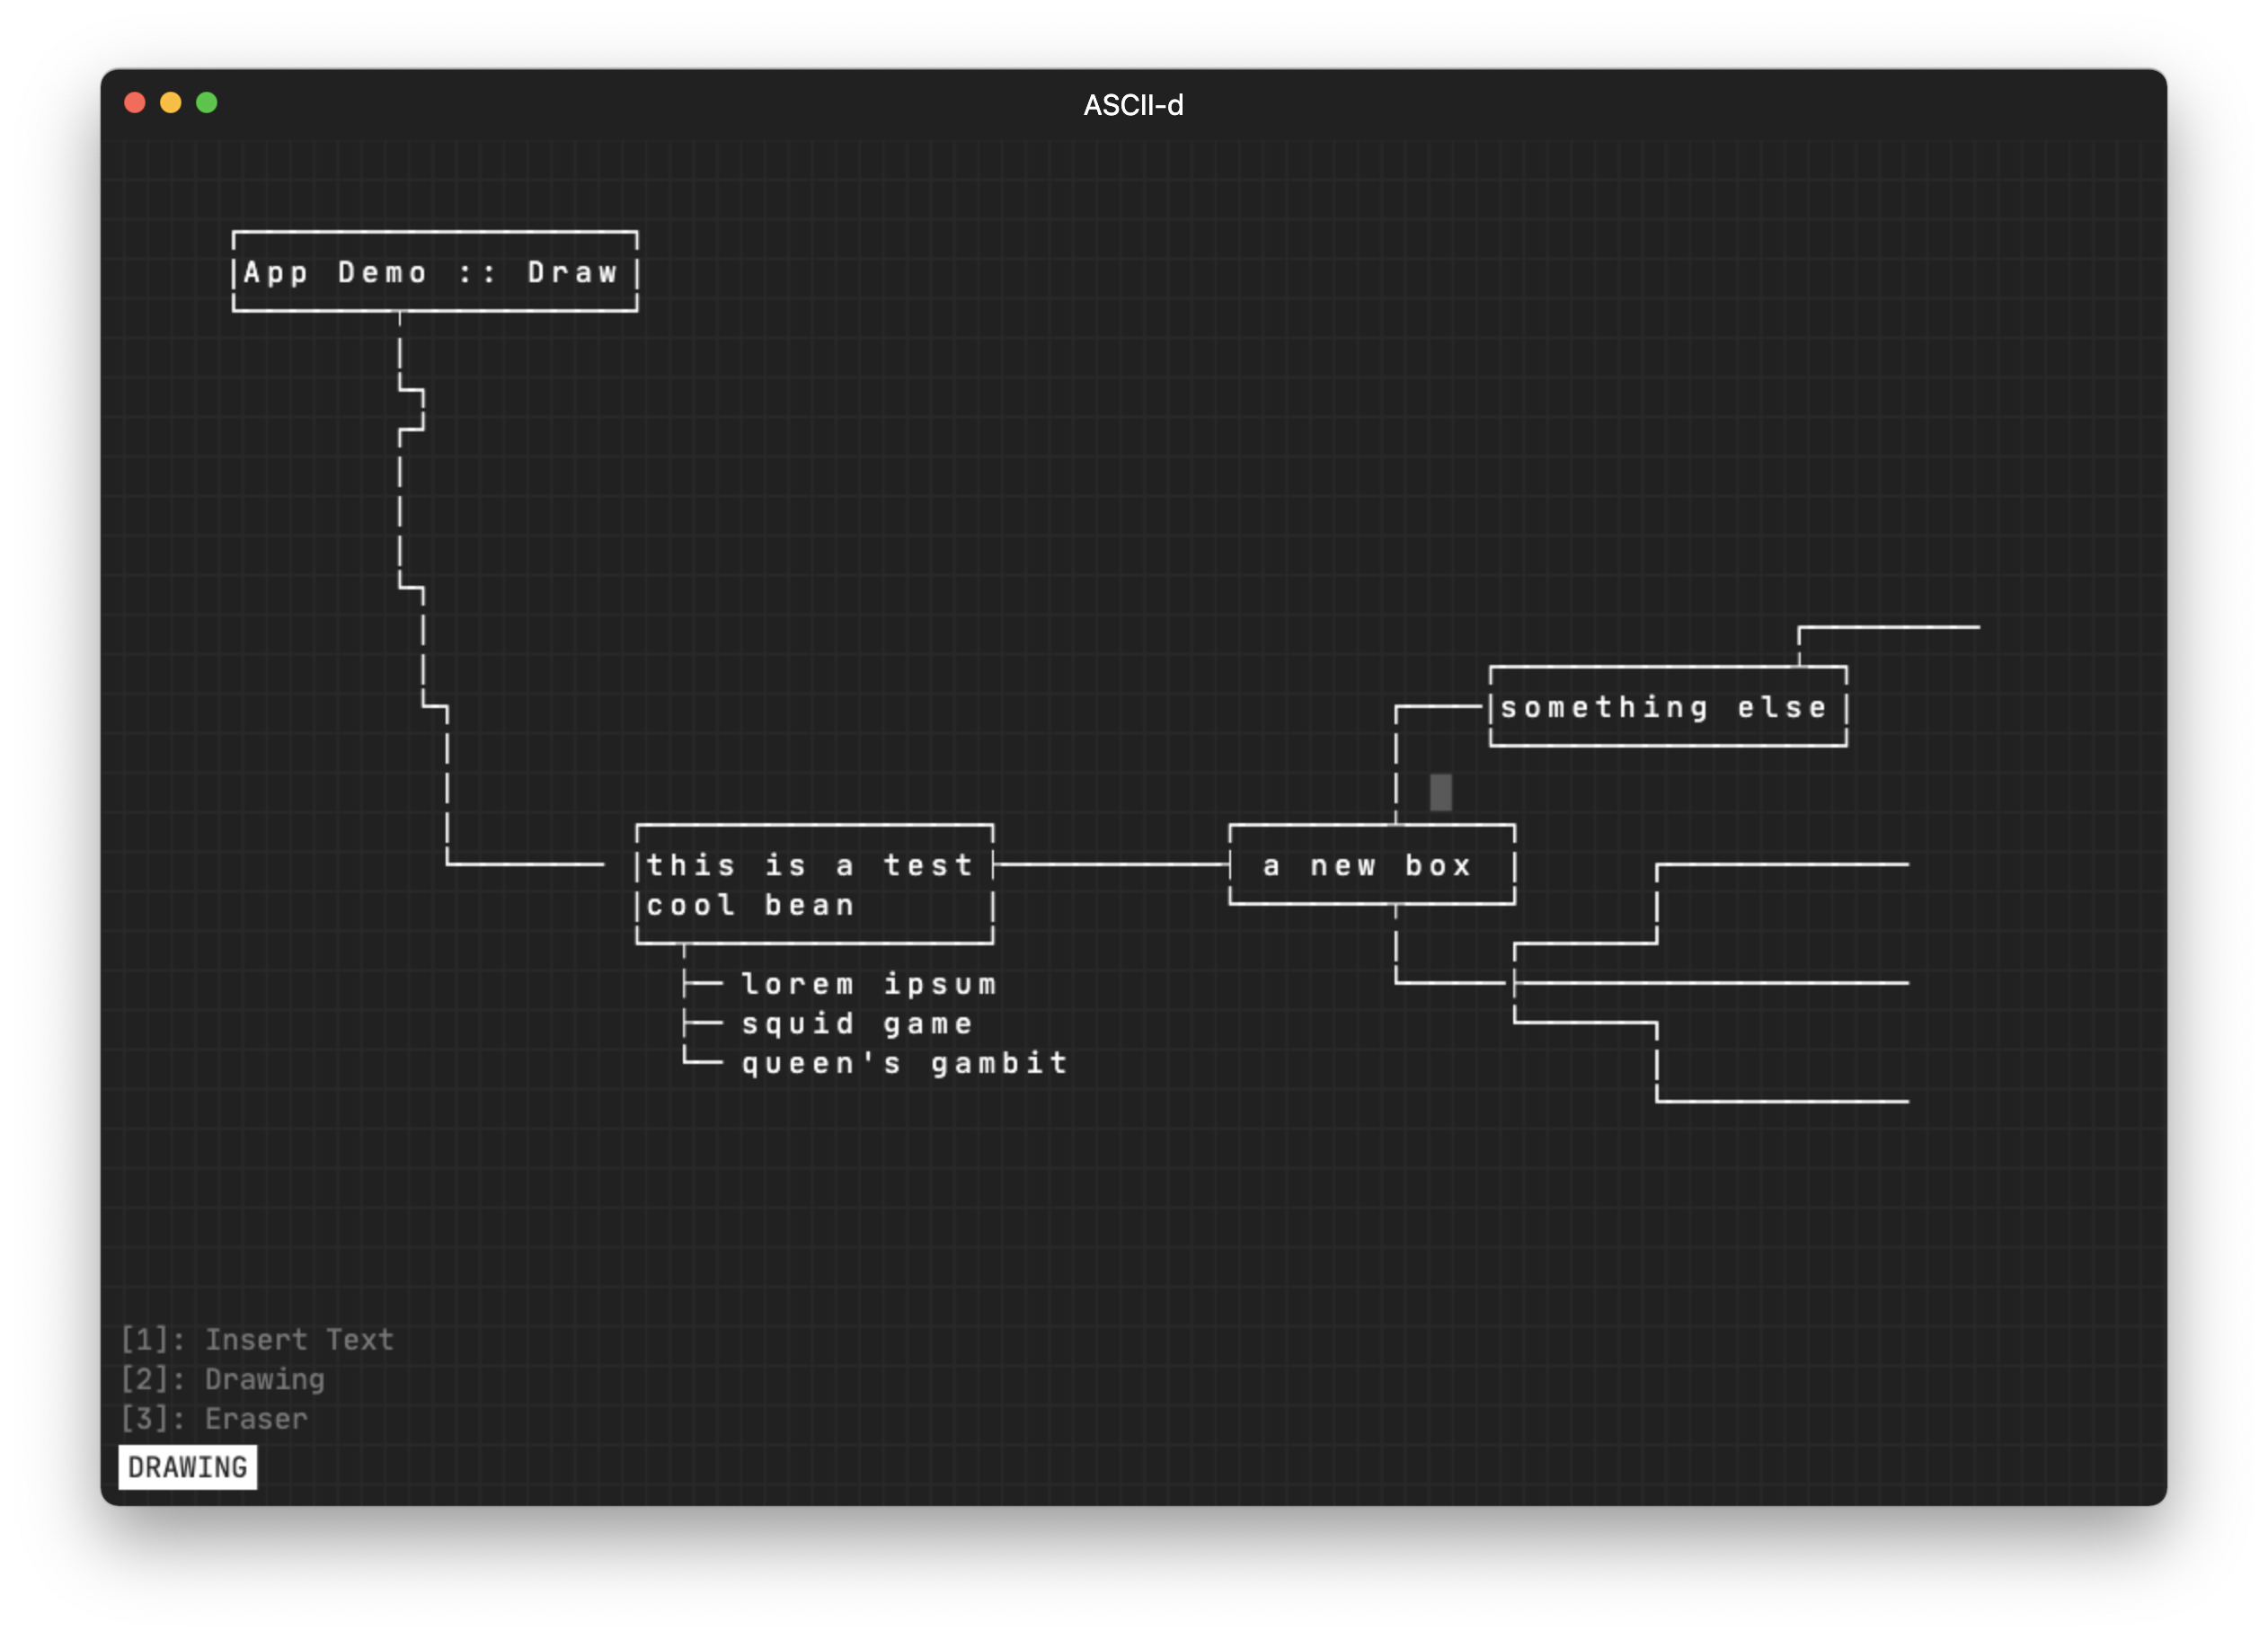 ASCII-d
App Demo :: Draw
something else
this is a test
cool bean
a new box
lorem ipsum
squid game
queen's gambit
[1]: Insert Text
[2]: Drawing
[3]: Eraser
DRAWING